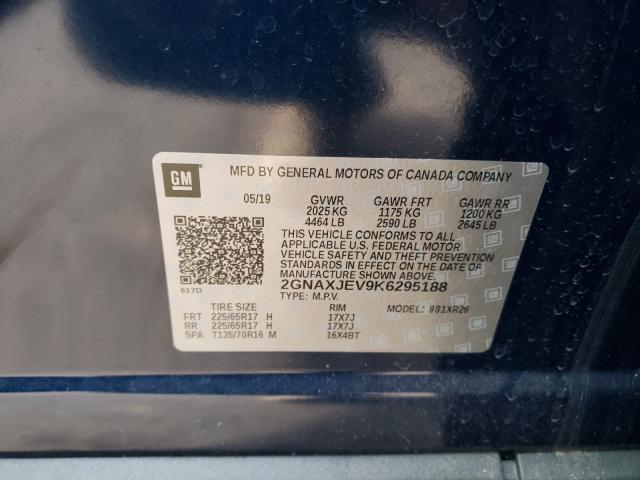 GM
MFD BY GENERAL MOTORS OF CANADA COMPANY
05/19 GVWR GAWR FRT GAWR RR
2025 KG 1175 KG 1200 KG
4464 LB 2590 LB 2645 LB
THIS VEHICLE CONFORMS TO ALL
APPLICABLE U.S. FEDERAL MOTOR
VEHICLE SAFETY AND THEFT PREVENTION
STANDARDS IN EFFECT ON THE DATE OF
MANUFACTURE SHOWN ABOVE.
617D 2GNAXJEV9K6295188
TYPE: M.P.V. MODEL: 981XR26
TIRE SIZE RIM
FRT 225/65R17 H 17X7J
RR 225/65R17 H 17X7J
SPA T135/70R16 M 16X4BT